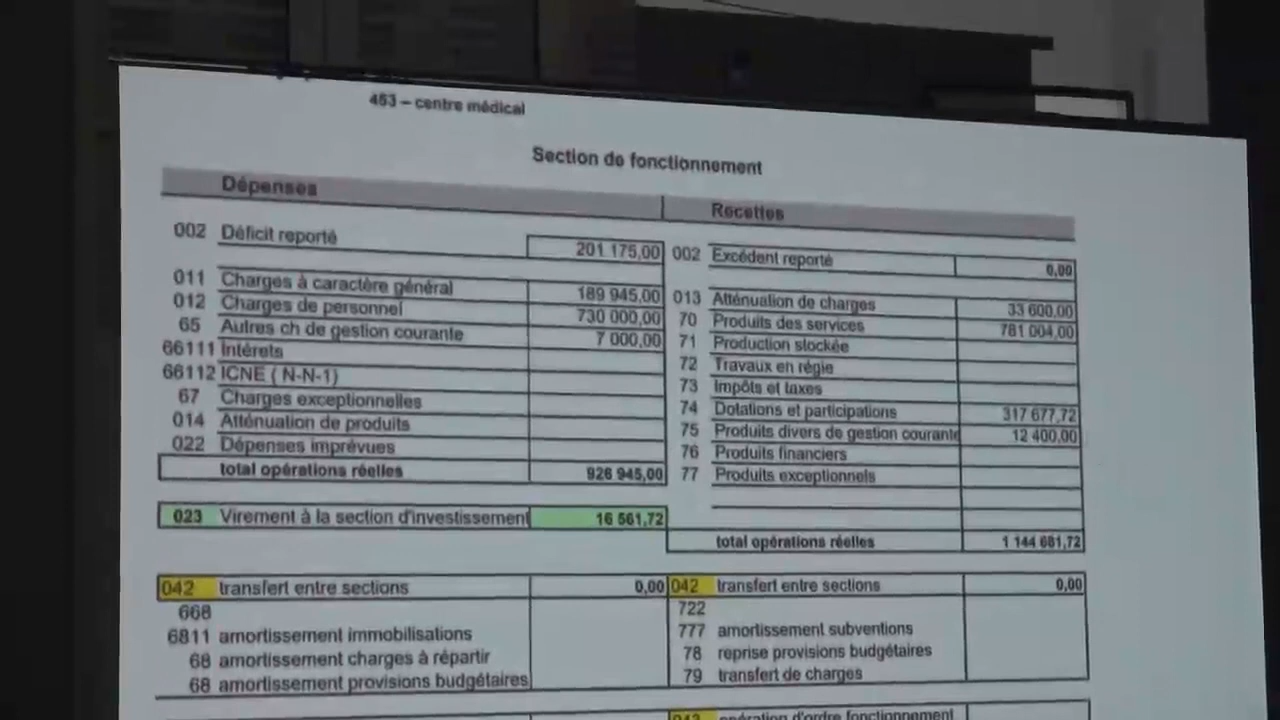 453 – centre médical
Section de fonctionnement
Dépenses Recettes
002 Déficit reporté 201 175,00 002 Excédent reporté 0,00
011 Charges à caractère général 189 945,00 013 Atténuation de charges 33 600,00
012 Charges de personnel 730 000,00 70 Produits des services 781 004,00
65 Autres ch de gestion courante 7 000,00 71 Production stockée
66111 Intérets 72 Travaux en régie
66112 ICNE ( N-N-1) 73 Impôts et taxes
67 Charges exceptionnelles 74 Dotations et participations 317 677,72
014 Atténuation de produits 75 Produits divers de gestion courante 12 400,00
022 Dépenses imprévues 76 Produits financiers
total opérations réelles 926 945,00 77 Produits exceptionnels
023 Virement à la section d'investissement 16 561,72
total opérations réelles 1 144 681,72
042 transfert entre sections 0,00 042 transfert entre sections 0,00
668 722
6811 amortissement immobilisations 777 amortissement subventions
68 amortissement charges à répartir 78 reprise provisions budgétaires
68 amortissement provisions budgétaires 79 transfert de charges
043 opération d'ordre fonctionnement